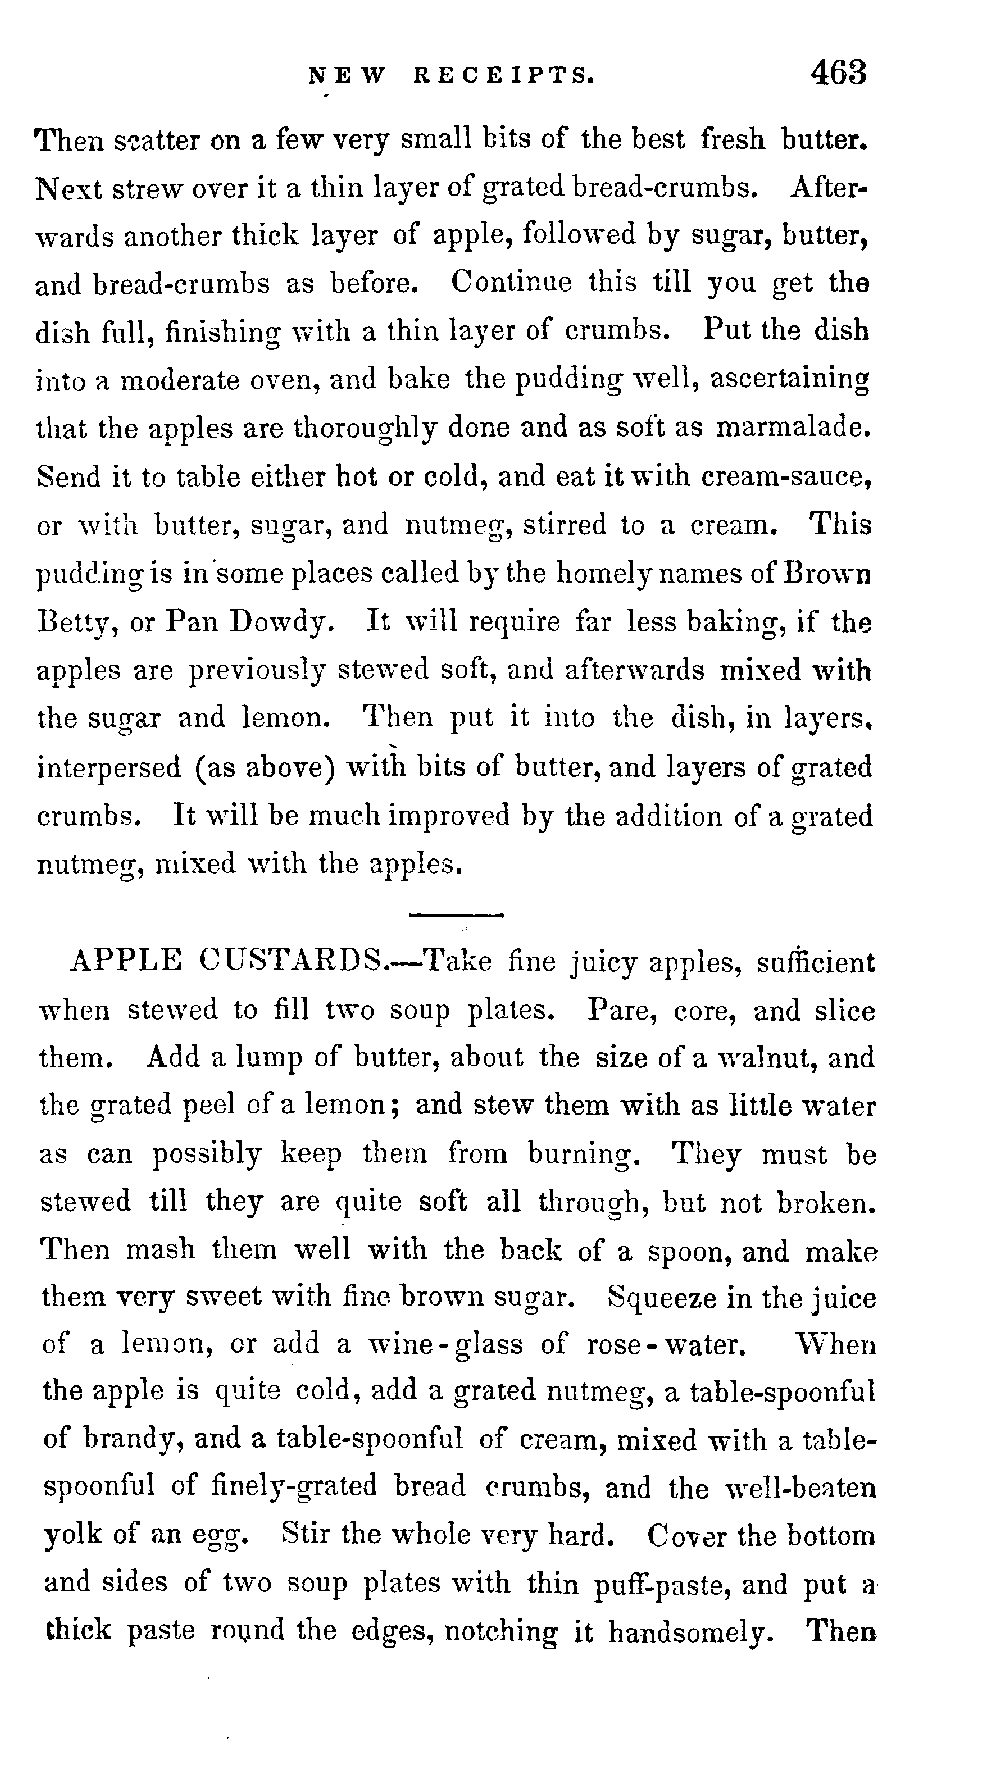 NEW RECEIPTS. 463
Then scatter on a few very small bits of the best fresh butter.
Next strew over it a thin layer of grated bread-crumbs. After-
wards another thick layer of apple, followed by sugar, butter,
and bread-crumbs as before. Continue this till you get the
dish full, finishing with a thin layer of crumbs. Put the dish
into a moderate oven, and bake the pudding well, ascertaining
that the apples are thoroughly done and as soft as marmalade.
Send it to table either hot or cold, and eat it with cream-sauce,
or with butter, sugar, and nutmeg, stirred to a cream. This
pudding is in some places called by the homely names of Brown
Betty, or Pan Dowdy. It will require far less baking, if the
apples are previously stewed soft, and afterwards mixed with
the sugar and lemon. Then put it into the dish, in layers,
interpersed (as above) with bits of butter, and layers of grated
crumbs. It will be much improved by the addition of a grated
nutmeg, mixed with the apples.
APPLE CUSTARDS.—Take fine juicy apples, sufficient
when stewed to fill two soup plates. Pare, core, and slice
them. Add a lump of butter, about the size of a walnut, and
the grated peel of a lemon; and stew them with as little water
as can possibly keep them from burning. They must be
stewed till they are quite soft all through, but not broken.
Then mash them well with the back of a spoon, and make
them very sweet with fine brown sugar. Squeeze in the juice
of a lemon, or add a wine-glass of rose-water. When
the apple is quite cold, add a grated nutmeg, a table-spoonful
of brandy, and a table-spoonful of cream, mixed with a table-
spoonful of finely-grated bread crumbs, and the well-beaten
yolk of an egg. Stir the whole very hard. Cover the bottom
and sides of two soup plates with thin puff-paste, and put a
thick paste round the edges, notching it handsomely. Then